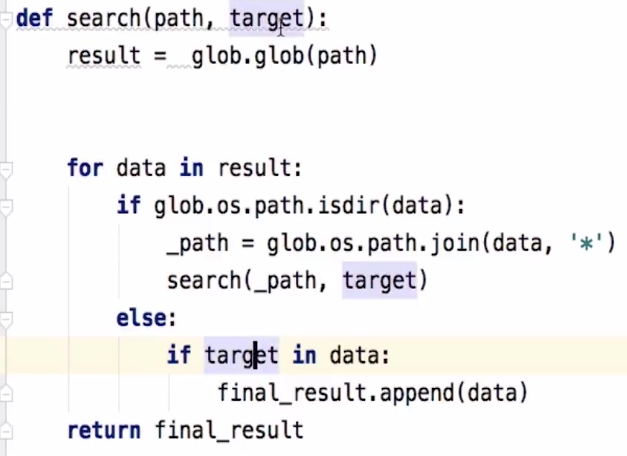 def search(path, target):
    result =  glob.glob(path)
    for data in result:
        if glob.os.path.isdir(data):
            _path = glob.os.path.join(data, '*')
            search(_path, target)
        else:
            if target in data:
                final_result.append(data)
    return final_result